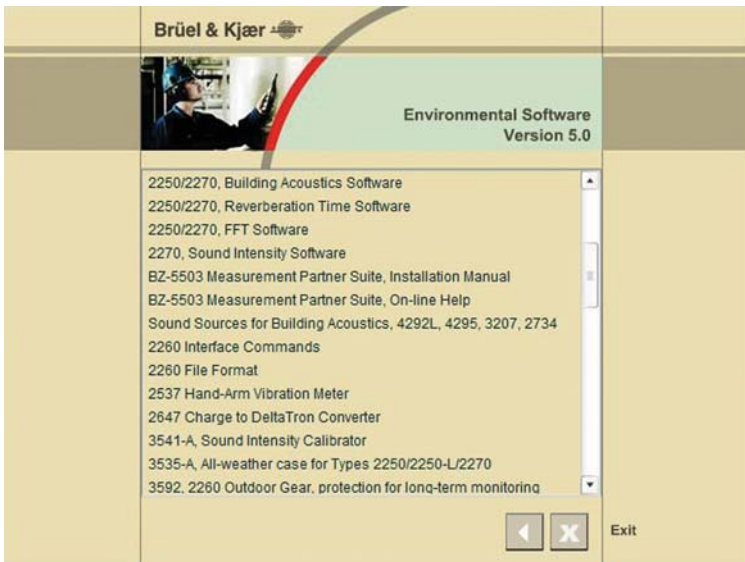 Brüel & Kjær
Environmental Software
Version 5.0
2250/2270, Building Acoustics Software
2250/2270, Reverberation Time Software
2250/2270, FFT Software
2270, Sound Intensity Software
BZ-5503 Measurement Partner Suite, Installation Manual
BZ-5503 Measurement Partner Suite, On-line Help
Sound Sources for Building Acoustics, 4292L, 4295, 3207, 2734
2260 Interface Commands
2260 File Format
2537 Hand-Arm Vibration Meter
2647 Charge to DeltaTron Converter
3541-A, Sound Intensity Calibrator
3535-A, All-weather case for Types 2250/2250-L/2270
3592, 2260 Outdoor Gear, protection for long-term monitoring
Exit